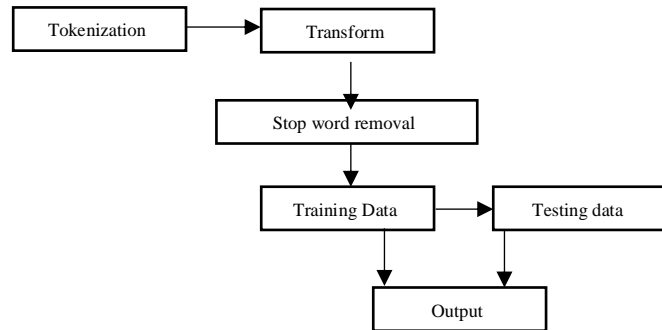 Tokenization
Transform
Stop word removal
Training Data
Testing data
Output